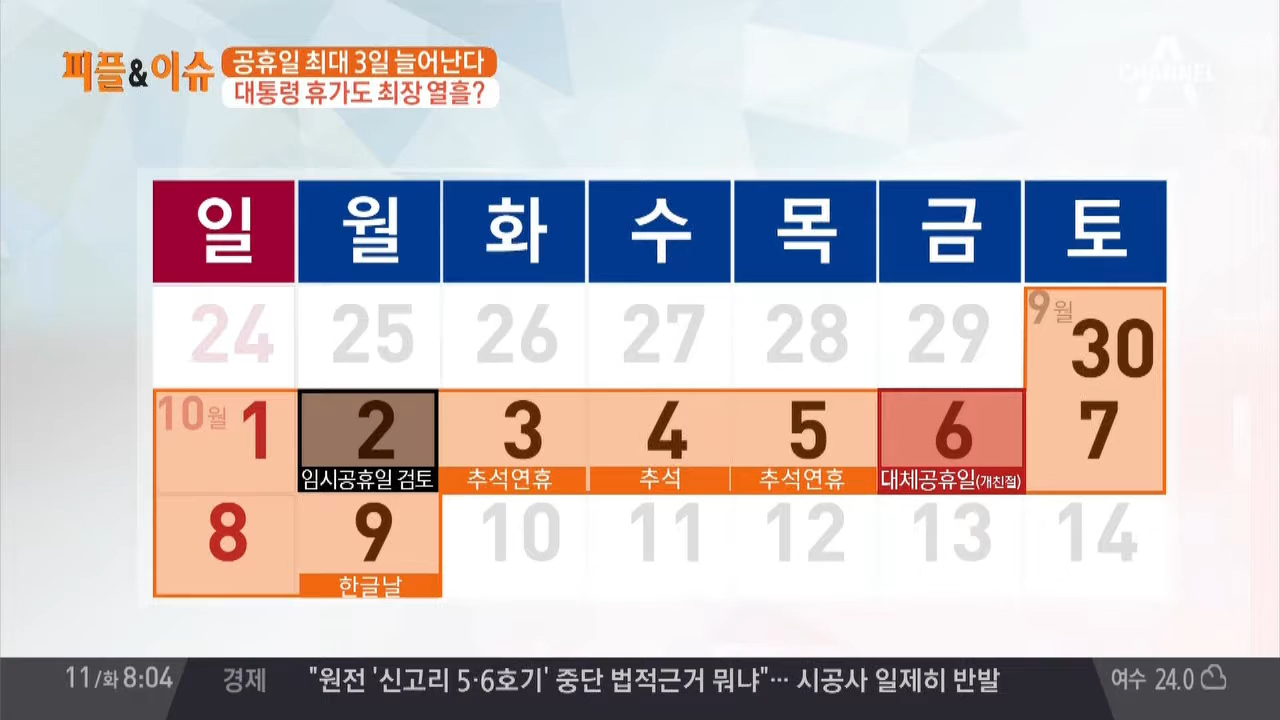 피플&이슈
공휴일 최대 3일 늘어난다
대통령 휴가도 최장 열흘?
CHANNEL A
일 월 화 수 목 금 토
24 25 26 27 28 29 9월 30
10월 1 2 3 4 5 6 7
임시공휴일 검토 추석연휴 추석 추석연휴 대체공휴일(개천절)
8 9 10 11 12 13 14
한글날
11/화 8:04 경제 "원전 '신고리 5·6호기' 중단 법적근거 뭐냐"… 시공사 일제히 반발 여수 24.0